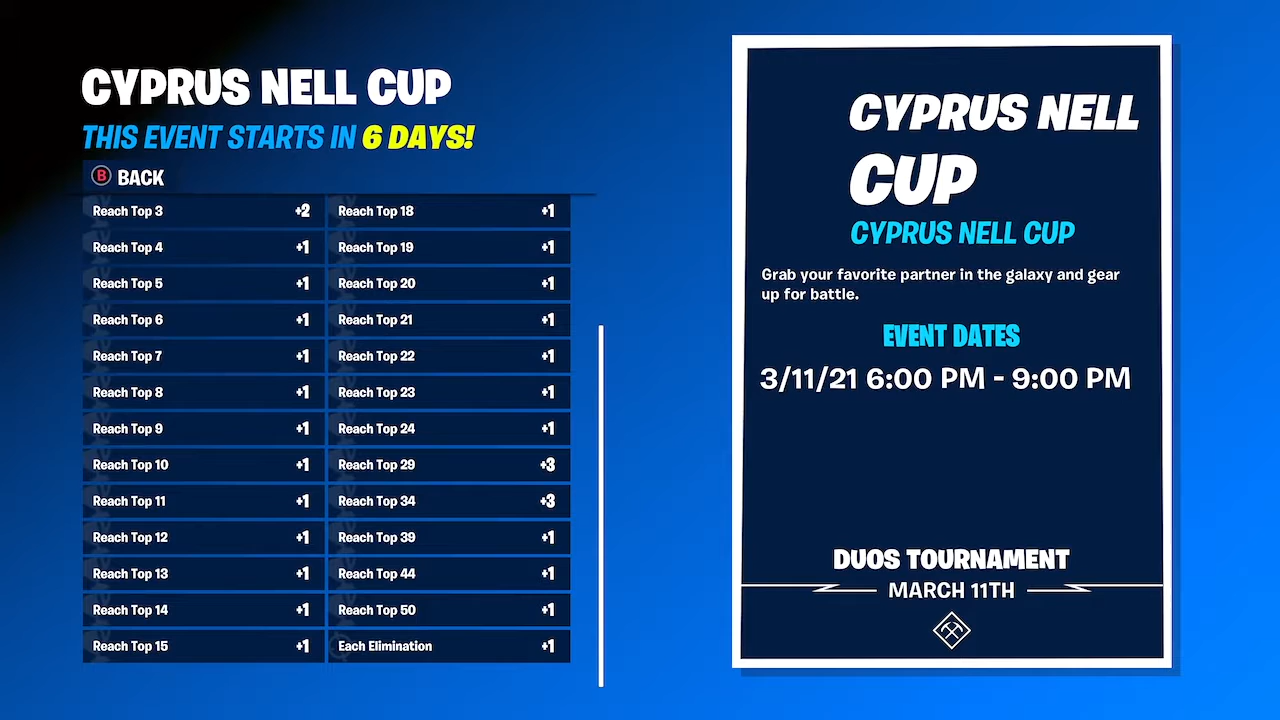 CYPRUS NELL CUP
THIS EVENT STARTS IN 6 DAYS!
B BACK
Reach Top 3 +2
Reach Top 4 +1
Reach Top 5 +1
Reach Top 6 +1
Reach Top 7 +1
Reach Top 8 +1
Reach Top 9 +1
Reach Top 10 +1
Reach Top 11 +1
Reach Top 12 +1
Reach Top 13 +1
Reach Top 14 +1
Reach Top 15 +1
Reach Top 18 +1
Reach Top 19 +1
Reach Top 20 +1
Reach Top 21 +1
Reach Top 22 +1
Reach Top 23 +1
Reach Top 24 +1
Reach Top 29 +3
Reach Top 34 +3
Reach Top 39 +1
Reach Top 44 +1
Reach Top 50 +1
Each Elimination +1
CYPRUS NELL
CUP
CYPRUS NELL CUP
Grab your favorite partner in the galaxy and gear
up for battle.
EVENT DATES
3/11/21 6:00 PM - 9:00 PM
DUOS TOURNAMENT
MARCH 11TH